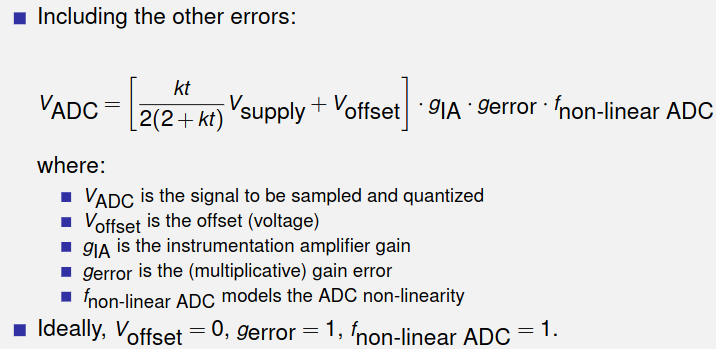 Including the other errors:
V_ADC = [ kt / 2(2 + kt) V_supply + V_offset ] · g_IA · g_error · f_non-linear ADC
where:
V_ADC is the signal to be sampled and quantized
V_offset is the offset (voltage)
g_IA is the instrumentation amplifier gain
g_error is the (multiplicative) gain error
f_non-linear ADC models the ADC non-linearity
Ideally, V_offset = 0, g_error = 1, f_non-linear ADC = 1.